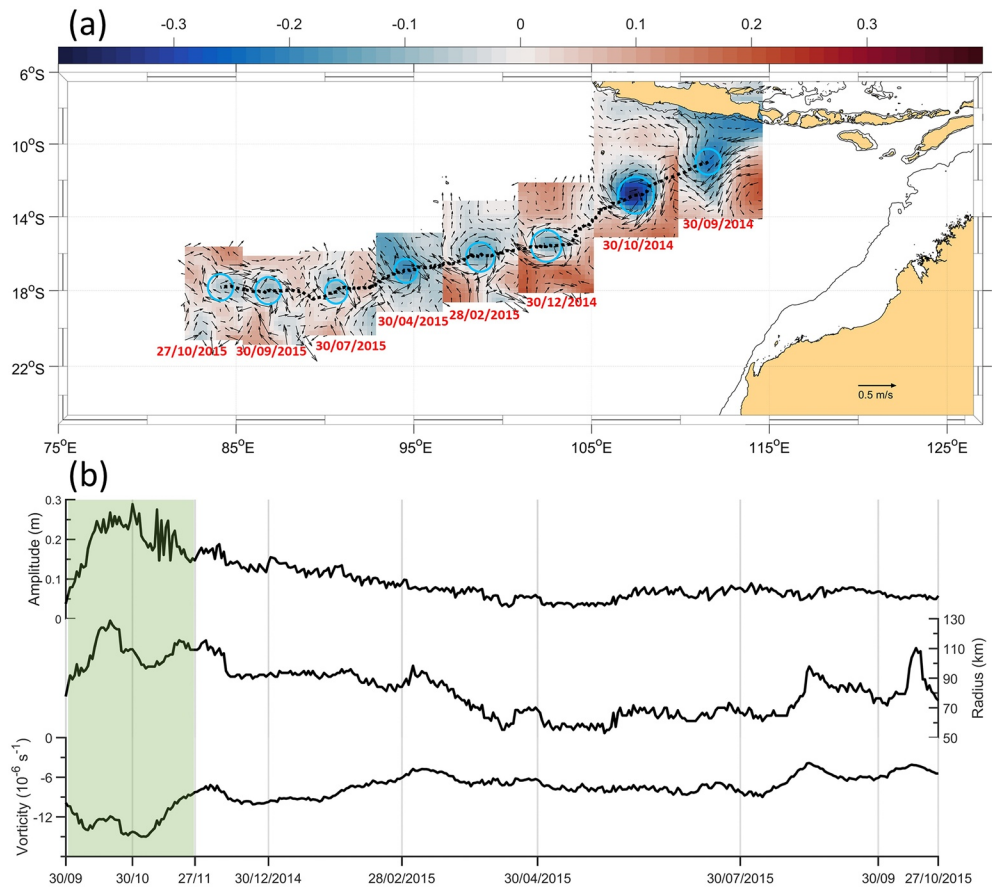 (a)
-0.3 -0.2 -0.1 0 0.1 0.2 0.3
6°S
10°S
14°S
18°S
22°S
30/09/2014
30/10/2014
30/12/2014
28/02/2015
30/04/2015
30/07/2015
30/09/2015
27/10/2015
0.5 m/s
75°E 85°E 95°E 105°E 115°E 125°E
(b)
Amplitude (m)
0.3
0.2
0.1
0
Radius (km)
130
110
90
70
50
Vorticity (10⁻⁶ s⁻¹)
0
-6
-12
30/09 30/10 27/11 30/12/2014 28/02/2015 30/04/2015 30/07/2015 30/09 27/10/2015